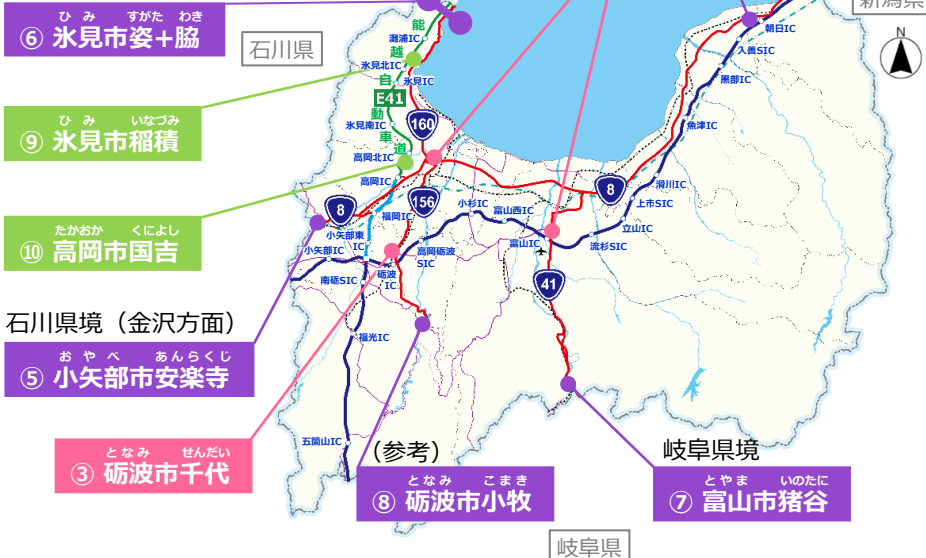 新潟県
ひみ すがた わき
⑥ 氷見市姿+脇
石川県
N
能越自動車道
灘浦IC
氷見北IC
氷見IC
E41
160
氷見南IC
高岡北IC
高岡IC
朝日IC
入善SIC
黒部IC
魚津IC
滑川IC
上市SIC
立山IC
流杉SIC
ひみ いなづみ
⑨ 氷見市稲積
たかおか くによし
⑩ 高岡市国吉
8
156
8
福岡IC
小杉IC
富山西IC
富山IC
小矢部東IC
小矢部IC
高岡砺波SIC
砺波IC
南砺SIC
41
石川県境（金沢方面）
おやべ あんらくじ
⑤ 小矢部市安楽寺
福光IC
五箇山IC
となみ せんだい
③ 砺波市千代
（参考）
となみ こまき
⑧ 砺波市小牧
岐阜県境
とやま いのたに
⑦ 富山市猪谷
岐阜県